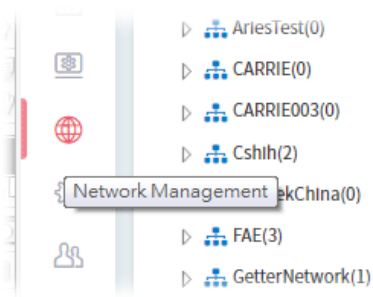 AriesTest(0)
CARRIE(0)
CARRIE003(0)
Cshih(2)
Network Management ekChina(0)
FAE(3)
GetterNetwork(1)